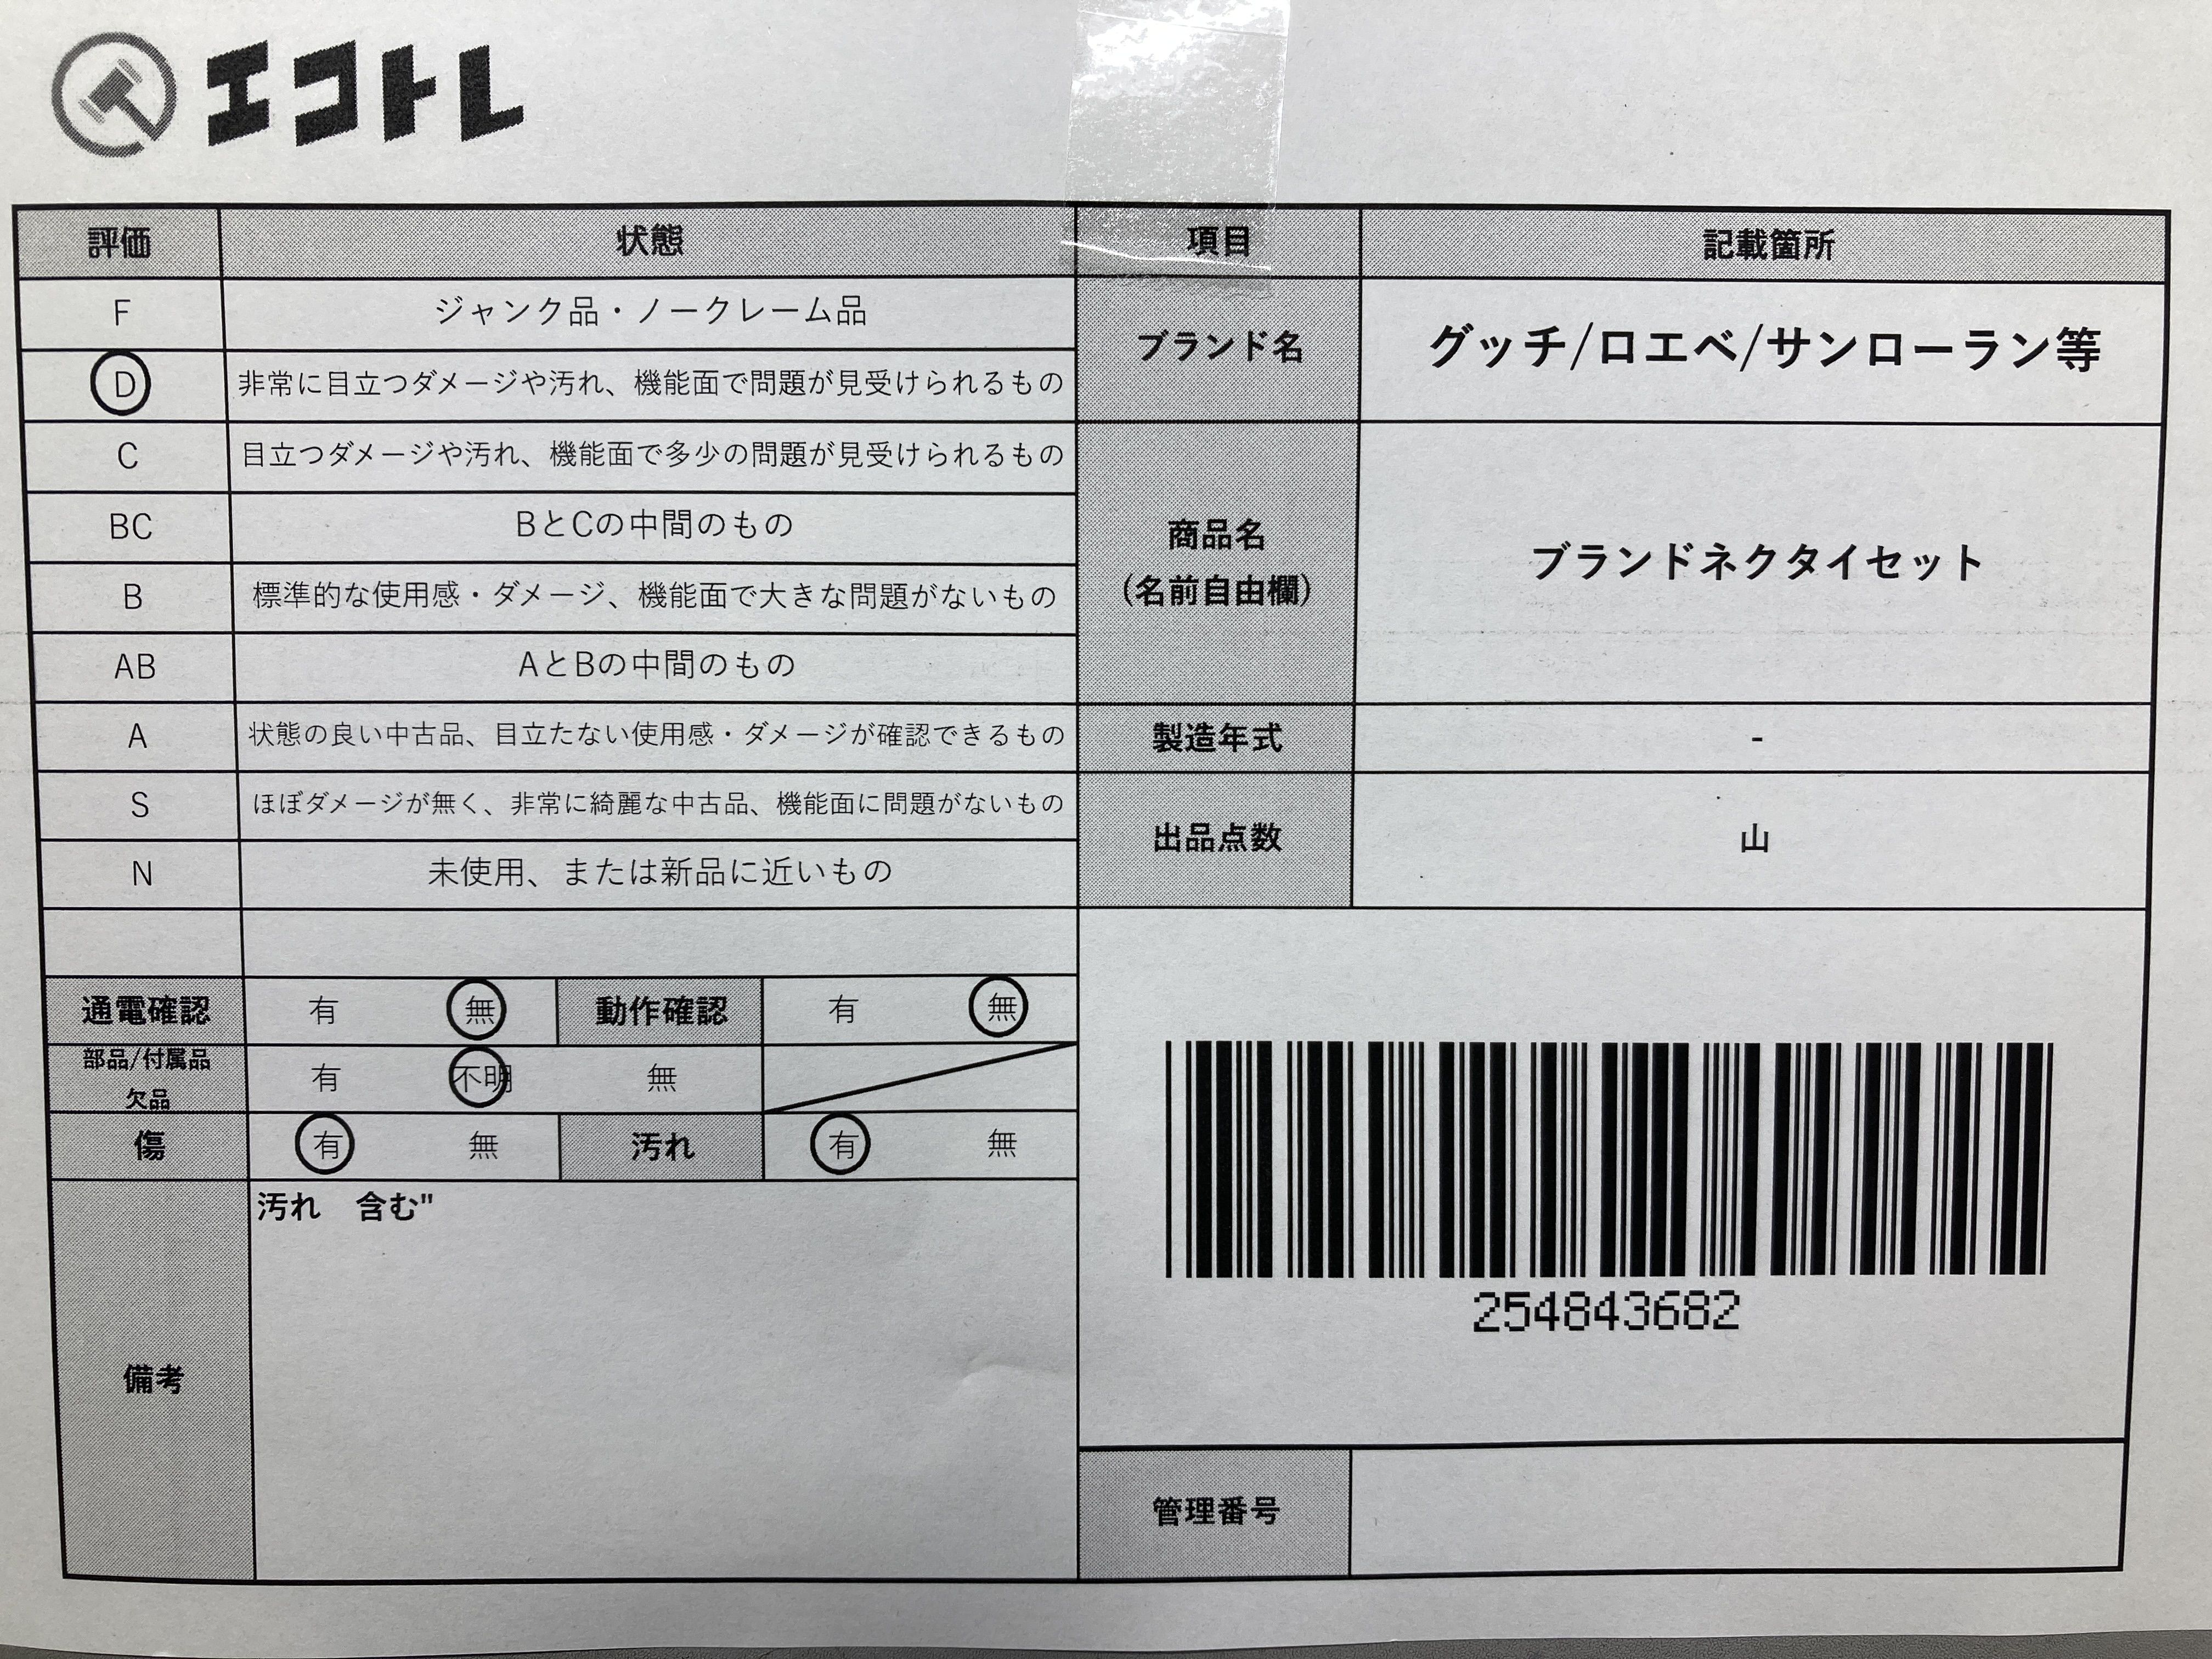 エコトレ
評価 状態 項目 記載箇所
F ジャンク品・ノークレーム品
D 非常に目立つダメージや汚れ、機能面で問題が見受けられるもの
ブランド名 グッチ/ロエベ/サンローラン等
C 目立つダメージや汚れ、機能面で多少の問題が見受けられるもの
BC BとCの中間のもの
商品名
(名前自由欄)
ブランドネクタイセット
B 標準的な使用感・ダメージ、機能面で大きな問題がないもの
AB AとBの中間のもの
A 状態の良い中古品、目立たない使用感・ダメージが確認できるもの
製造年式 -
S ほぼダメージが無く、非常に綺麗な中古品、機能面に問題がないもの
出品点数 山
N 未使用、または新品に近いもの
通電確認 有 無 動作確認 有 無
部品/付属品
欠品
有 不明 無
傷 有 無 汚れ 有 無
備考
汚れ　含む"
254843682
管理番号